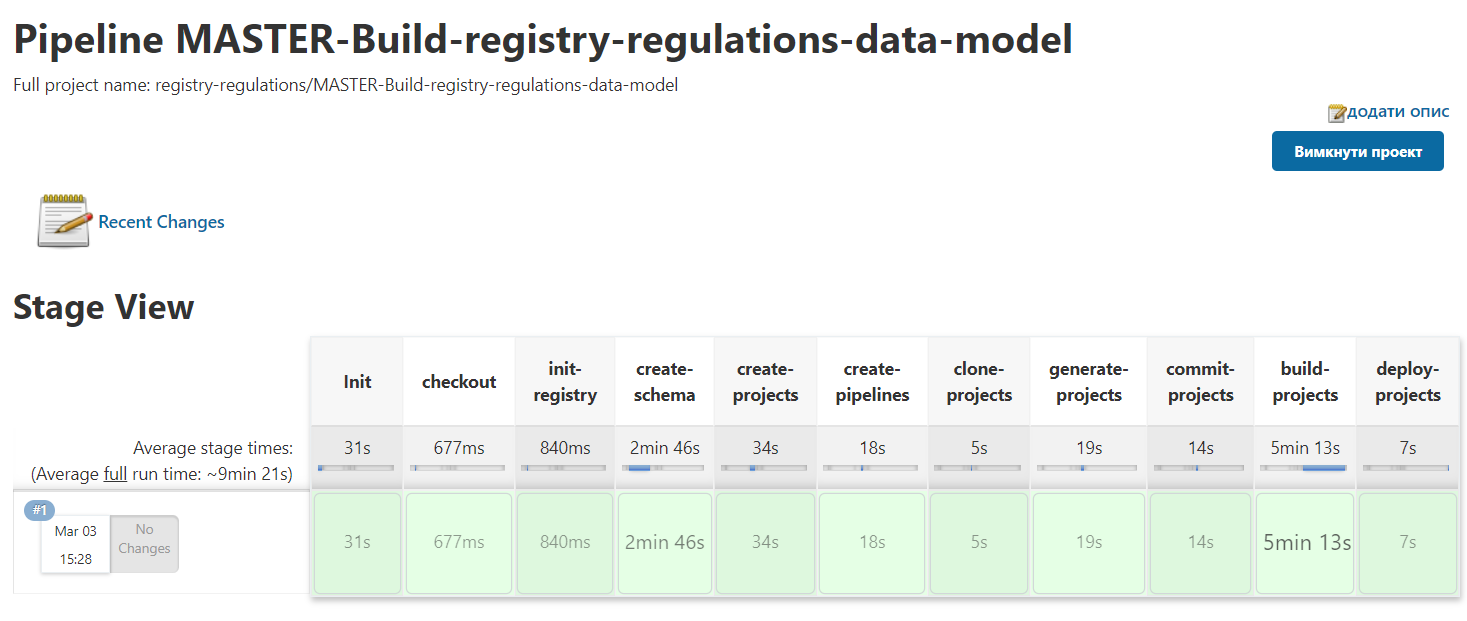 Pipeline MASTER-Build-registry-regulations-data-model
Full project name: registry-regulations/MASTER-Build-registry-regulations-data-model
додати опис
Вимкнути проект
Recent Changes
Stage View
Init checkout init-registry create-schema create-projects create-pipelines clone-projects generate-projects commit-projects build-projects deploy-projects
Average stage times: 31s 677ms 840ms 2min 46s 34s 18s 5s 19s 14s 5min 13s 7s
(Average full run time: ~9min 21s)
#1
Mar 03 No Changes
15:28
31s 677ms 840ms 2min 46s 34s 18s 5s 19s 14s 5min 13s 7s